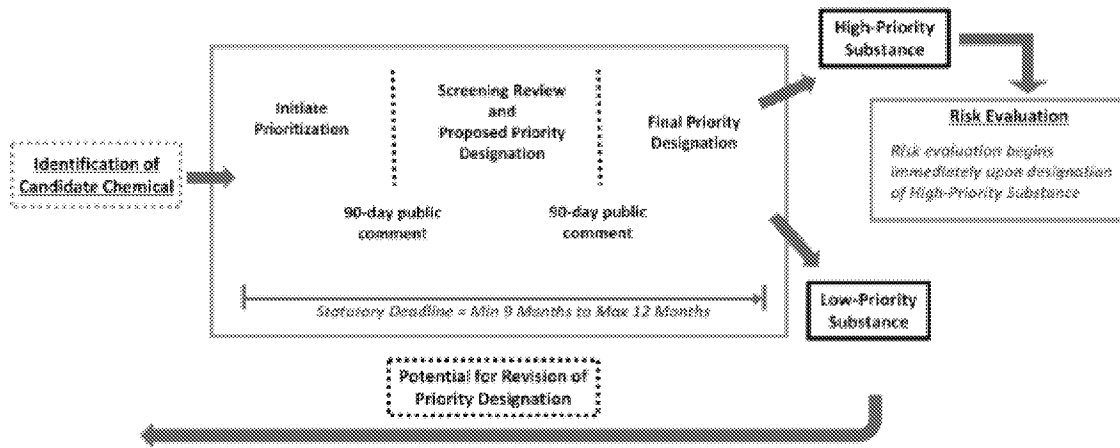 Identification of
Candidate Chemical
Initiate
Prioritization
Screening Review
and
Proposed Priority
Designation
Final Priority
Designation
90-day public
comment
90-day public
comment
Statutory Deadline = Min 9 Months to Max 12 Months
High-Priority
Substance
Risk Evaluation
Risk evaluation begins
immediately upon designation
of High-Priority Substance
Low-Priority
Substance
Potential for Revision of
Priority Designation